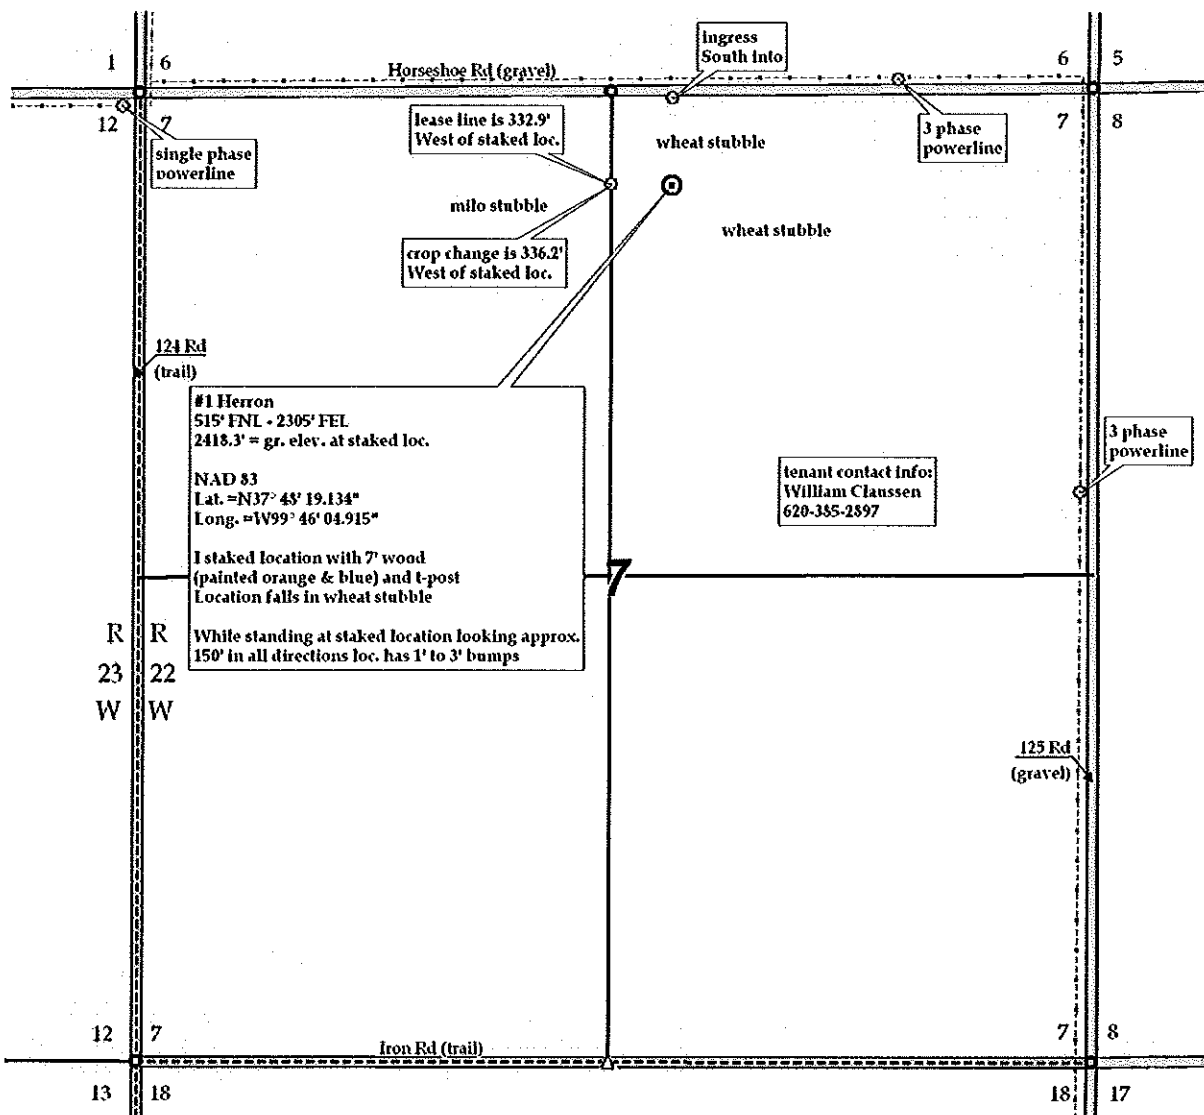 ingress
South into
1 6
6 5
Horseshoe Rd (gravel)
12 7
7 8
lease line is 332.9'
West of staked loc.
3 phase
powerline
single phase
powerline
wheat stubble
milo stubble
wheat stubble
crop change is 336.2'
West of staked loc.
124 Rd
(trail)
#1 Herron
515' FNL - 2305' FEL
2418.3' = gr. elev. at staked loc.
NAD 83
Lat. =N37° 48' 19.134"
Long. =W99° 46' 04.915"
I staked location with 7' wood
(painted orange & blue) and t-post
Location falls in wheat stubble
While standing at staked location looking approx.
150' in all directions loc. has 1' to 3' bumps
3 phase
powerline
tenant contact info:
William Claussen
620-385-2897
7
R R
23 22
W W
125 Rd
(gravel)
12 7
7 8
Iron Rd (trail)
13 18
18 17